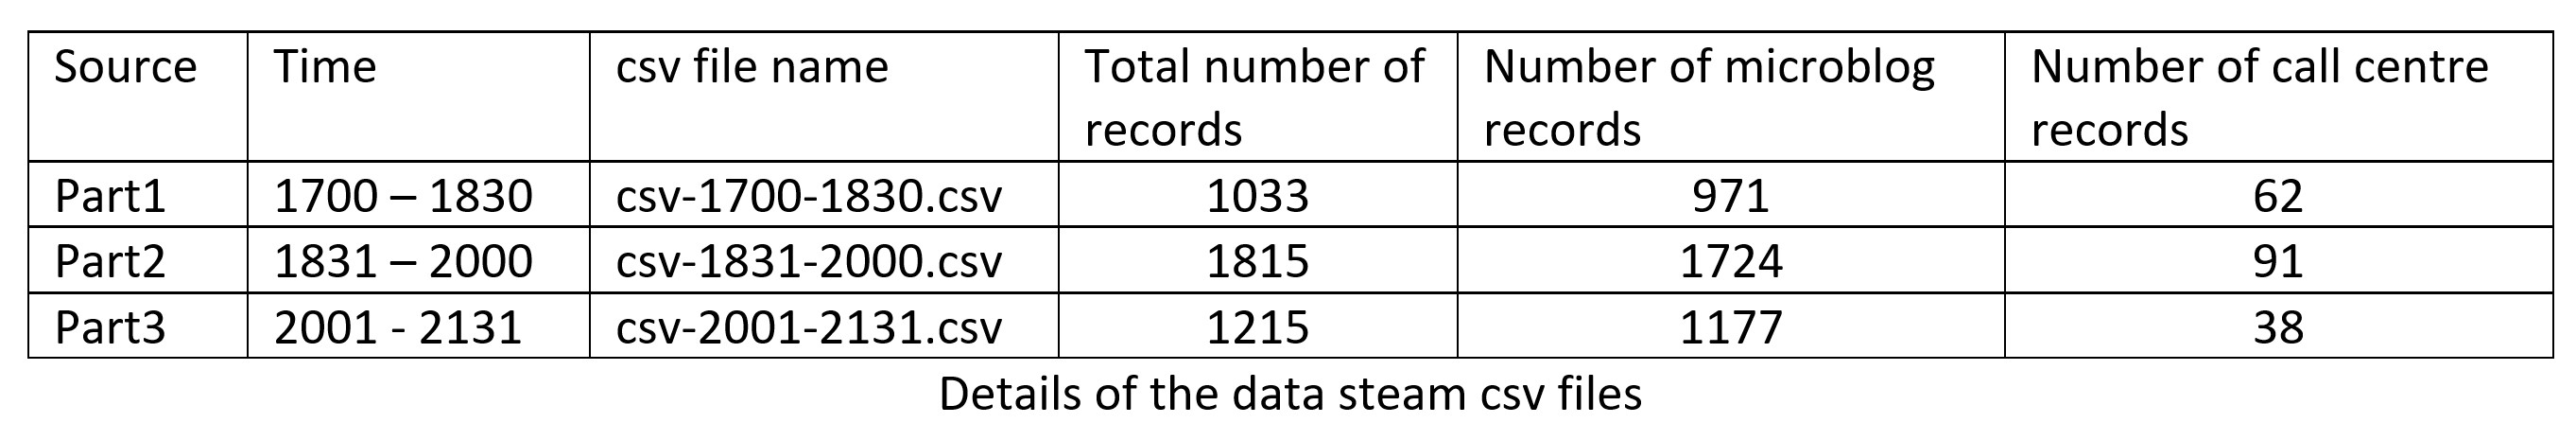 Source Time csv file name Total number of records Number of microblog records Number of call centre records
Part1 1700 – 1830 csv-1700-1830.csv 1033 971 62
Part2 1831 – 2000 csv-1831-2000.csv 1815 1724 91
Part3 2001 - 2131 csv-2001-2131.csv 1215 1177 38
Details of the data steam csv files